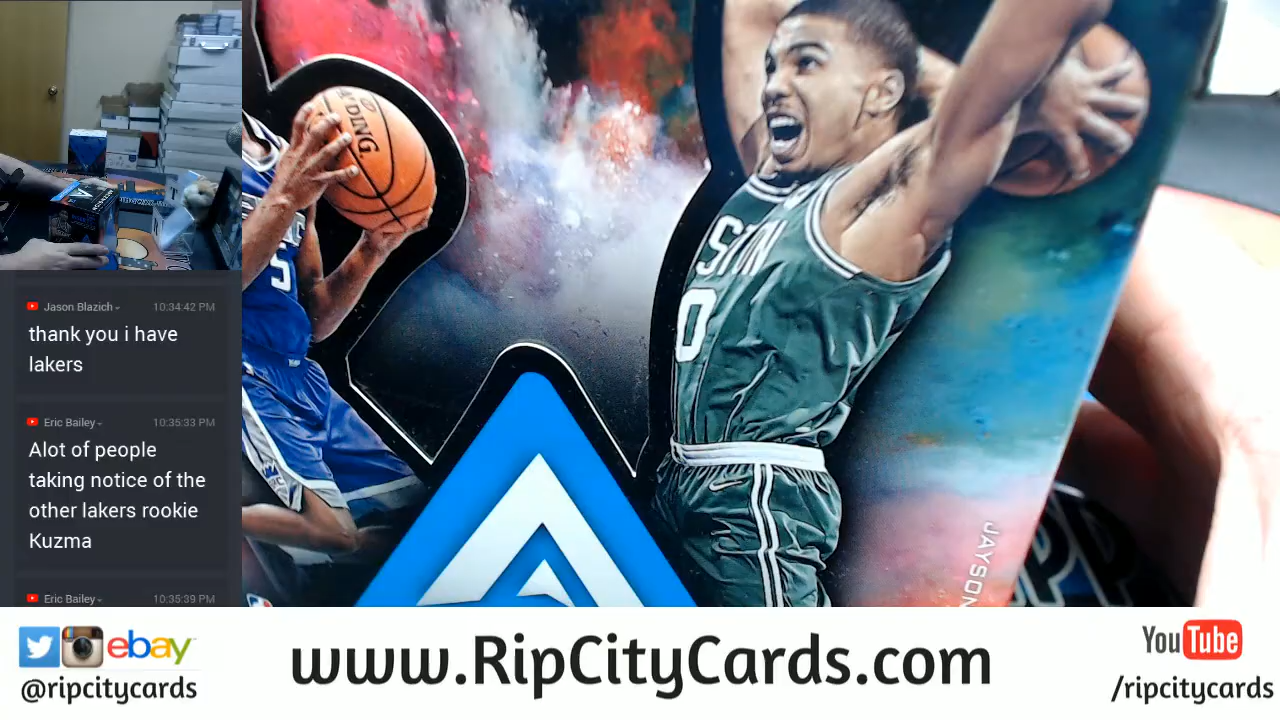 Jason Blazich
10:34:42 PM
thank you i have
lakers
Eric Bailey
10:35:33 PM
Alot of people
taking notice of the
other lakers rookie
Kuzma
Eric Bailey
10:35:39 PM
DING
5
0
JAYSON
ebay
@ripcitycards
www.RipCityCards.com
YouTube
/ripcitycards